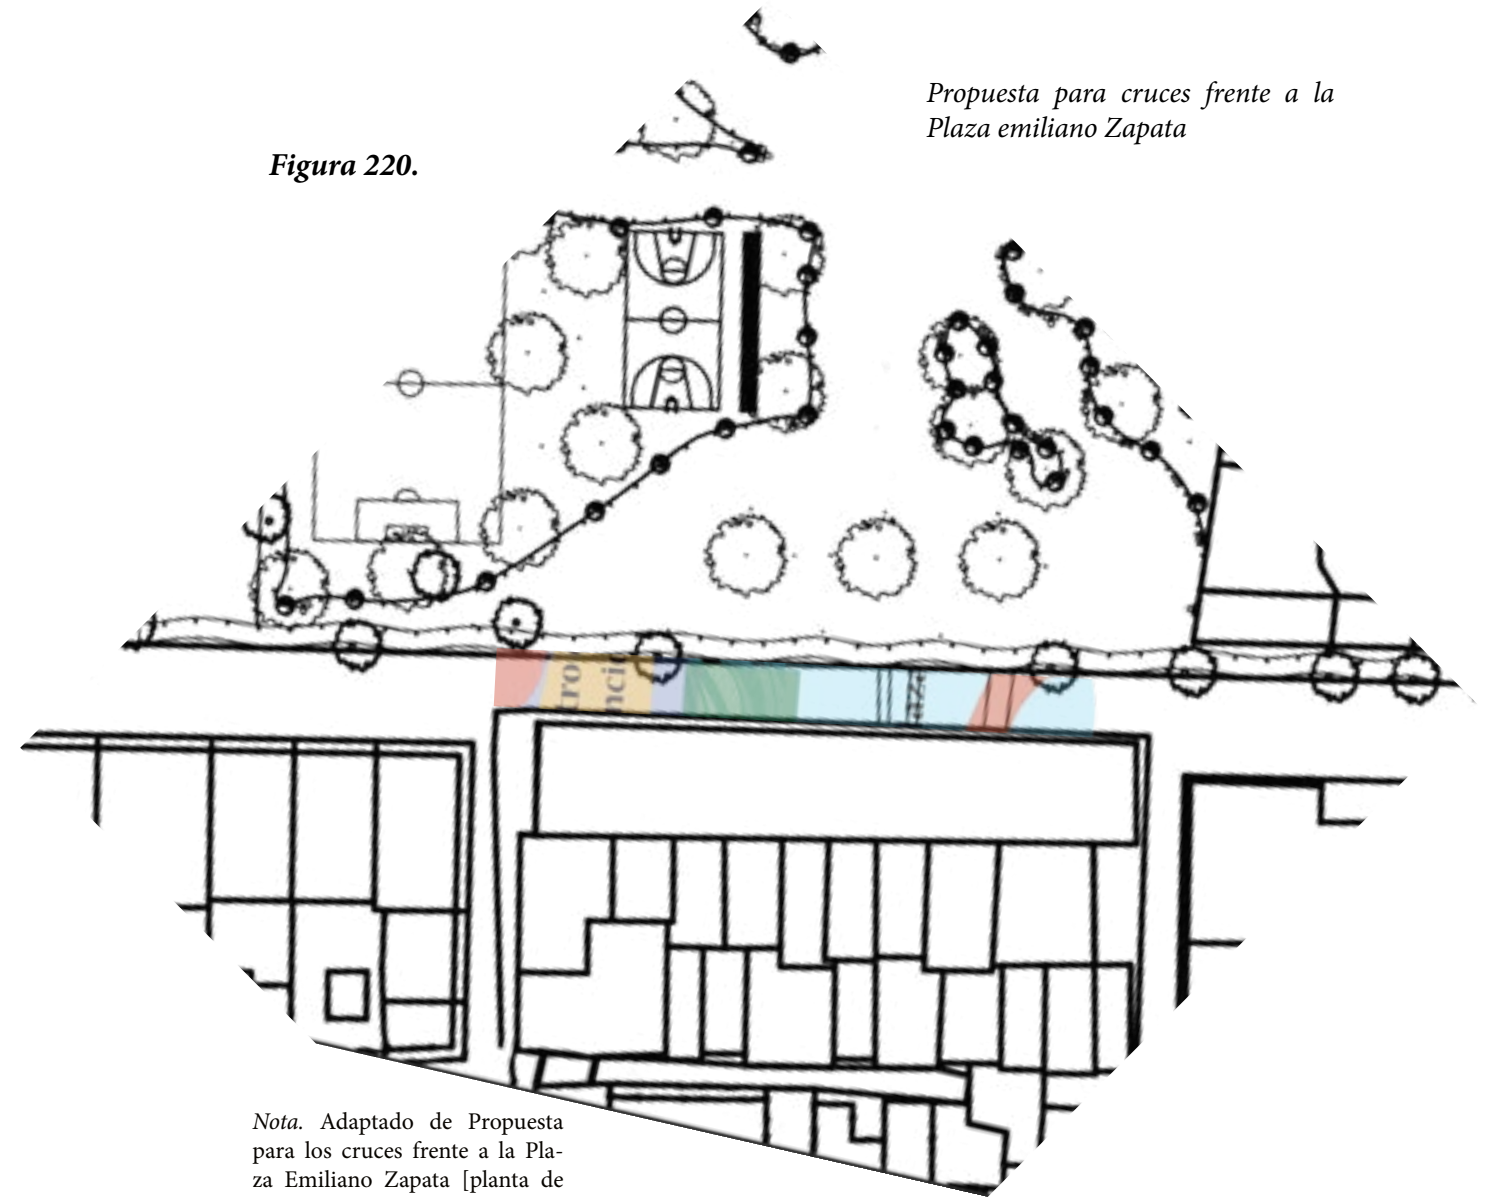 Figura 220.
Propuesta para cruces frente a la
Plaza emiliano Zapata
Nota. Adaptado de Propuesta
para los cruces frente a la Pla-
za Emiliano Zapata [planta de